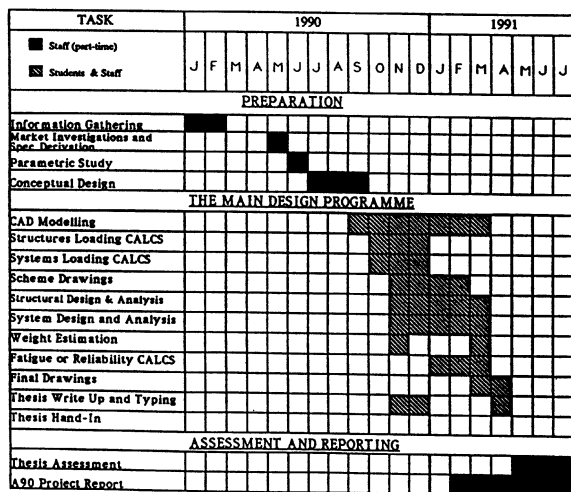 TASK 1990 1991
Staff (part-time)
Students & Staff
J F M A M J J A S O N D J F M A M J J
PREPARATION
Information Gathering
Market Investigations and
Spec Derivation
Parametric Study
Conceptual Design
THE MAIN DESIGN PROGRAMME
CAD Modelling
Structures Loading CALCS
Systems Loading CALCS
Scheme Drawings
Structural Design & Analysis
System Design and Analysis
Weight Estimation
Fatigue or Reliability CALCS
Final Drawings
Thesis Write Up and Typing
Thesis Hand-In
ASSESSMENT AND REPORTING
Thesis Assessment
A90 Project Report